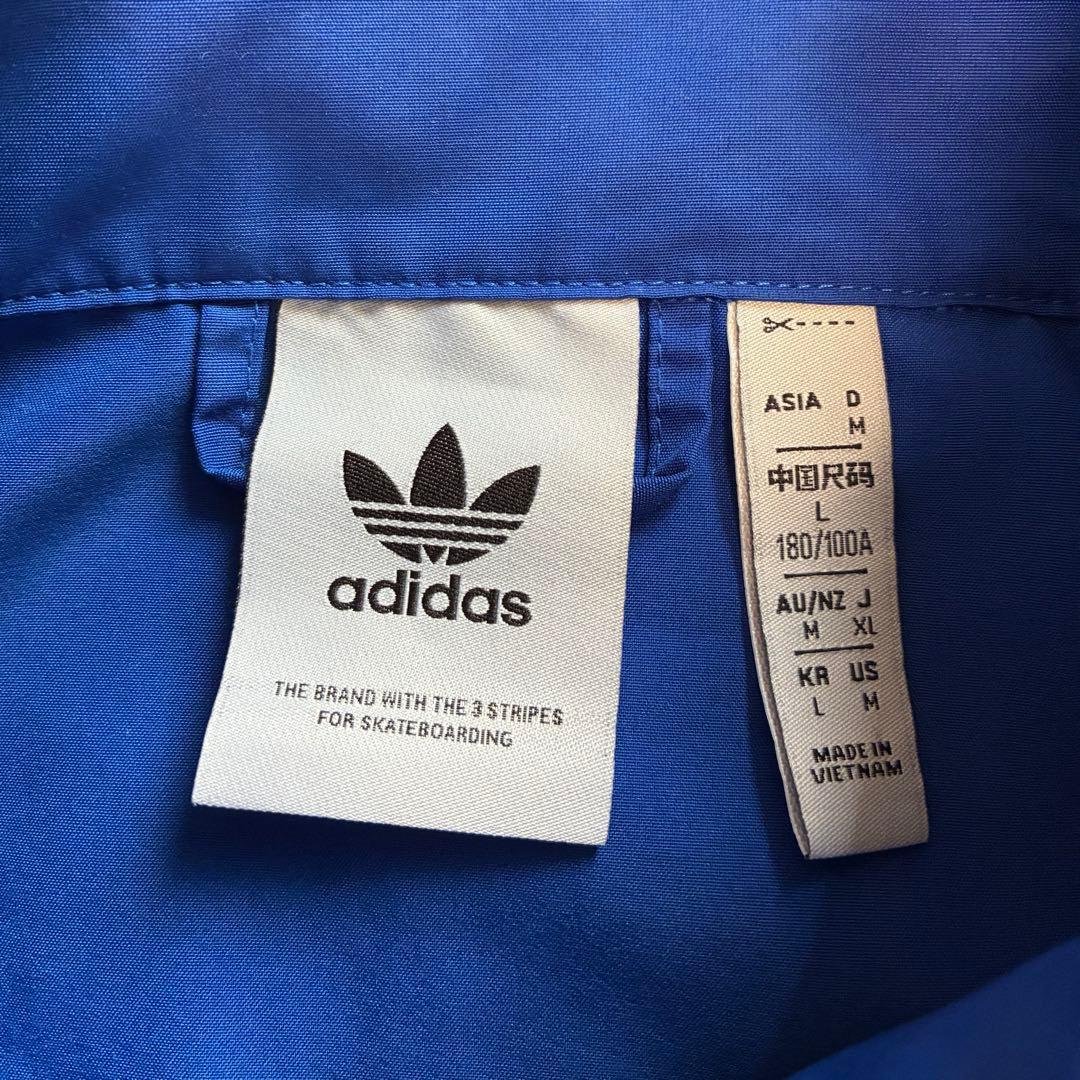 adidas
THE BRAND WITH THE 3 STRIPES
FOR SKATEBOARDING
ASIA D
M
中国尺码
L
180/100A
AU/NZ J
M XL
KR US
L M
MADE IN
VIETNAM